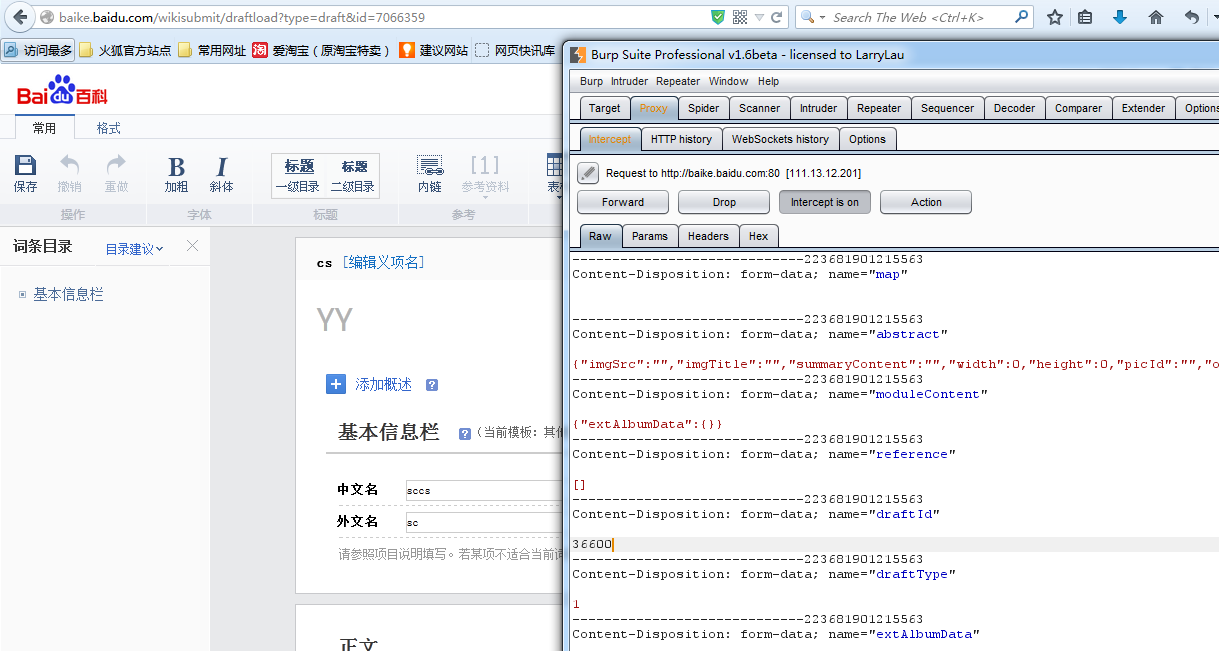 baike.baidu.com/wikisubmit/draftload?type=draft&id=7066359
Search The Web <Ctrl+K>
访问最多 火狐官方站点 常用网址 淘 爱淘宝（原淘宝特卖） 建议网站 网页快讯库
Baidu百科
常用 格式
保存 撤销 重做 B 加粗 I 斜体 标题 一级目录 标题 二级目录 内链 [1] 参考资料
操作 字体 标题 参考
词条目录 目录建议
基本信息栏
cs [编辑义项名]
YY
+ 添加概述 ?
基本信息栏 ?（当前模板：其
中文名 sccs
外文名 sc
请参照项目说明填写。若某项不适合当前
正文
Burp Suite Professional v1.6beta - licensed to LarryLau
Burp Intruder Repeater Window Help
Target Proxy Spider Scanner Intruder Repeater Sequencer Decoder Comparer Extender Options
Intercept HTTP history WebSockets history Options
Request to http://baike.baidu.com:80 [111.13.12.201]
Forward Drop Intercept is on Action
Raw Params Headers Hex
-----------------------------223681901215563
Content-Disposition: form-data; name="map"
-----------------------------223681901215563
Content-Disposition: form-data; name="abstract"
{"imgSrc":"","imgTitle":"","summaryContent":"","width":0,"height":0,"picId":"","o
-----------------------------223681901215563
Content-Disposition: form-data; name="moduleContent"
{"extAlbumData":{}}
-----------------------------223681901215563
Content-Disposition: form-data; name="reference"
[]
-----------------------------223681901215563
Content-Disposition: form-data; name="draftId"
36600
-----------------------------223681901215563
Content-Disposition: form-data; name="draftType"
1
-----------------------------223681901215563
Content-Disposition: form-data; name="extAlbumData"